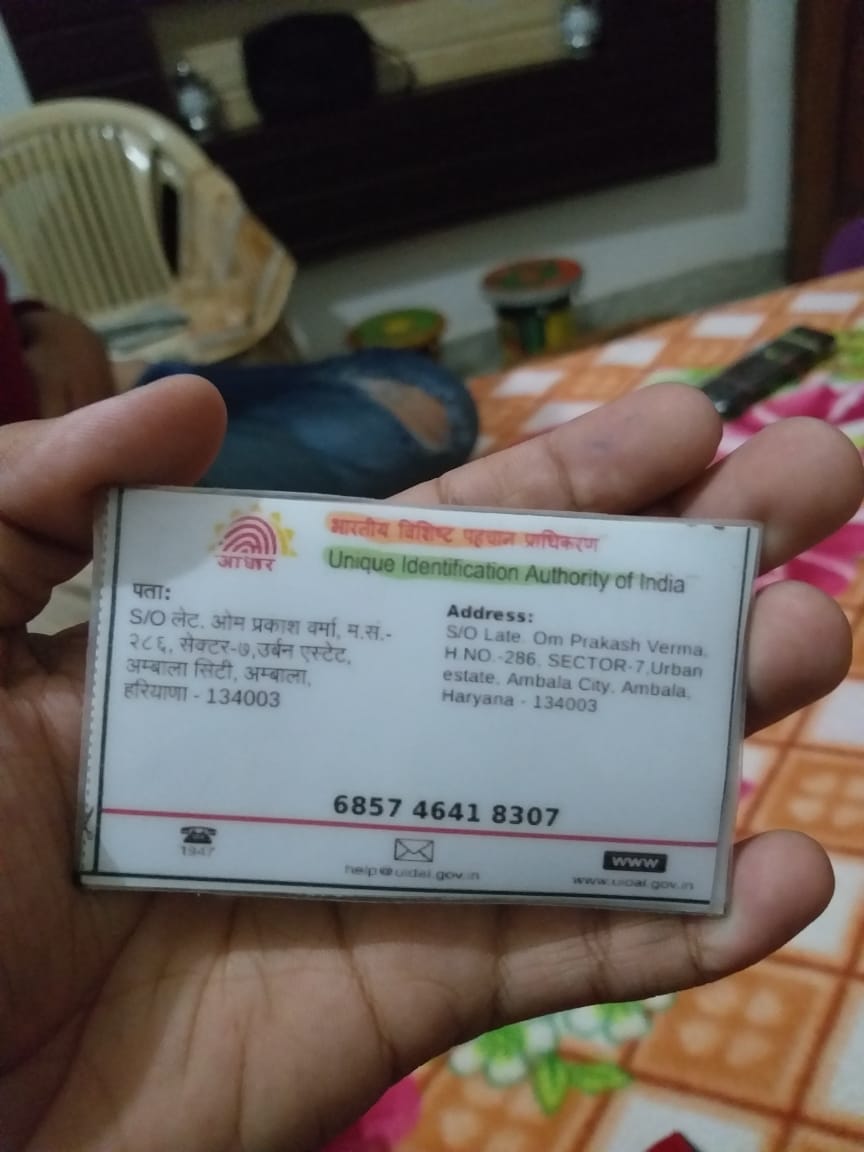 आधार
भारतीय विशिष्ट पहचान प्राधिकरण
Unique Identification Authority of India
पता:
S/O लेट. ओम प्रकाश वर्मा, म.सं.-
२८६, सेक्टर-७,उर्बन एस्टेट,
अम्बाला सिटी, अम्बाला,
हरियाणा - 134003
Address:
S/O Late. Om Prakash Verma,
H.NO.-286, SECTOR-7,Urban
estate, Ambala City, Ambala,
Haryana - 134003
6857 4641 8307
1947
help@uidai.gov.in
www
www.uidai.gov.in